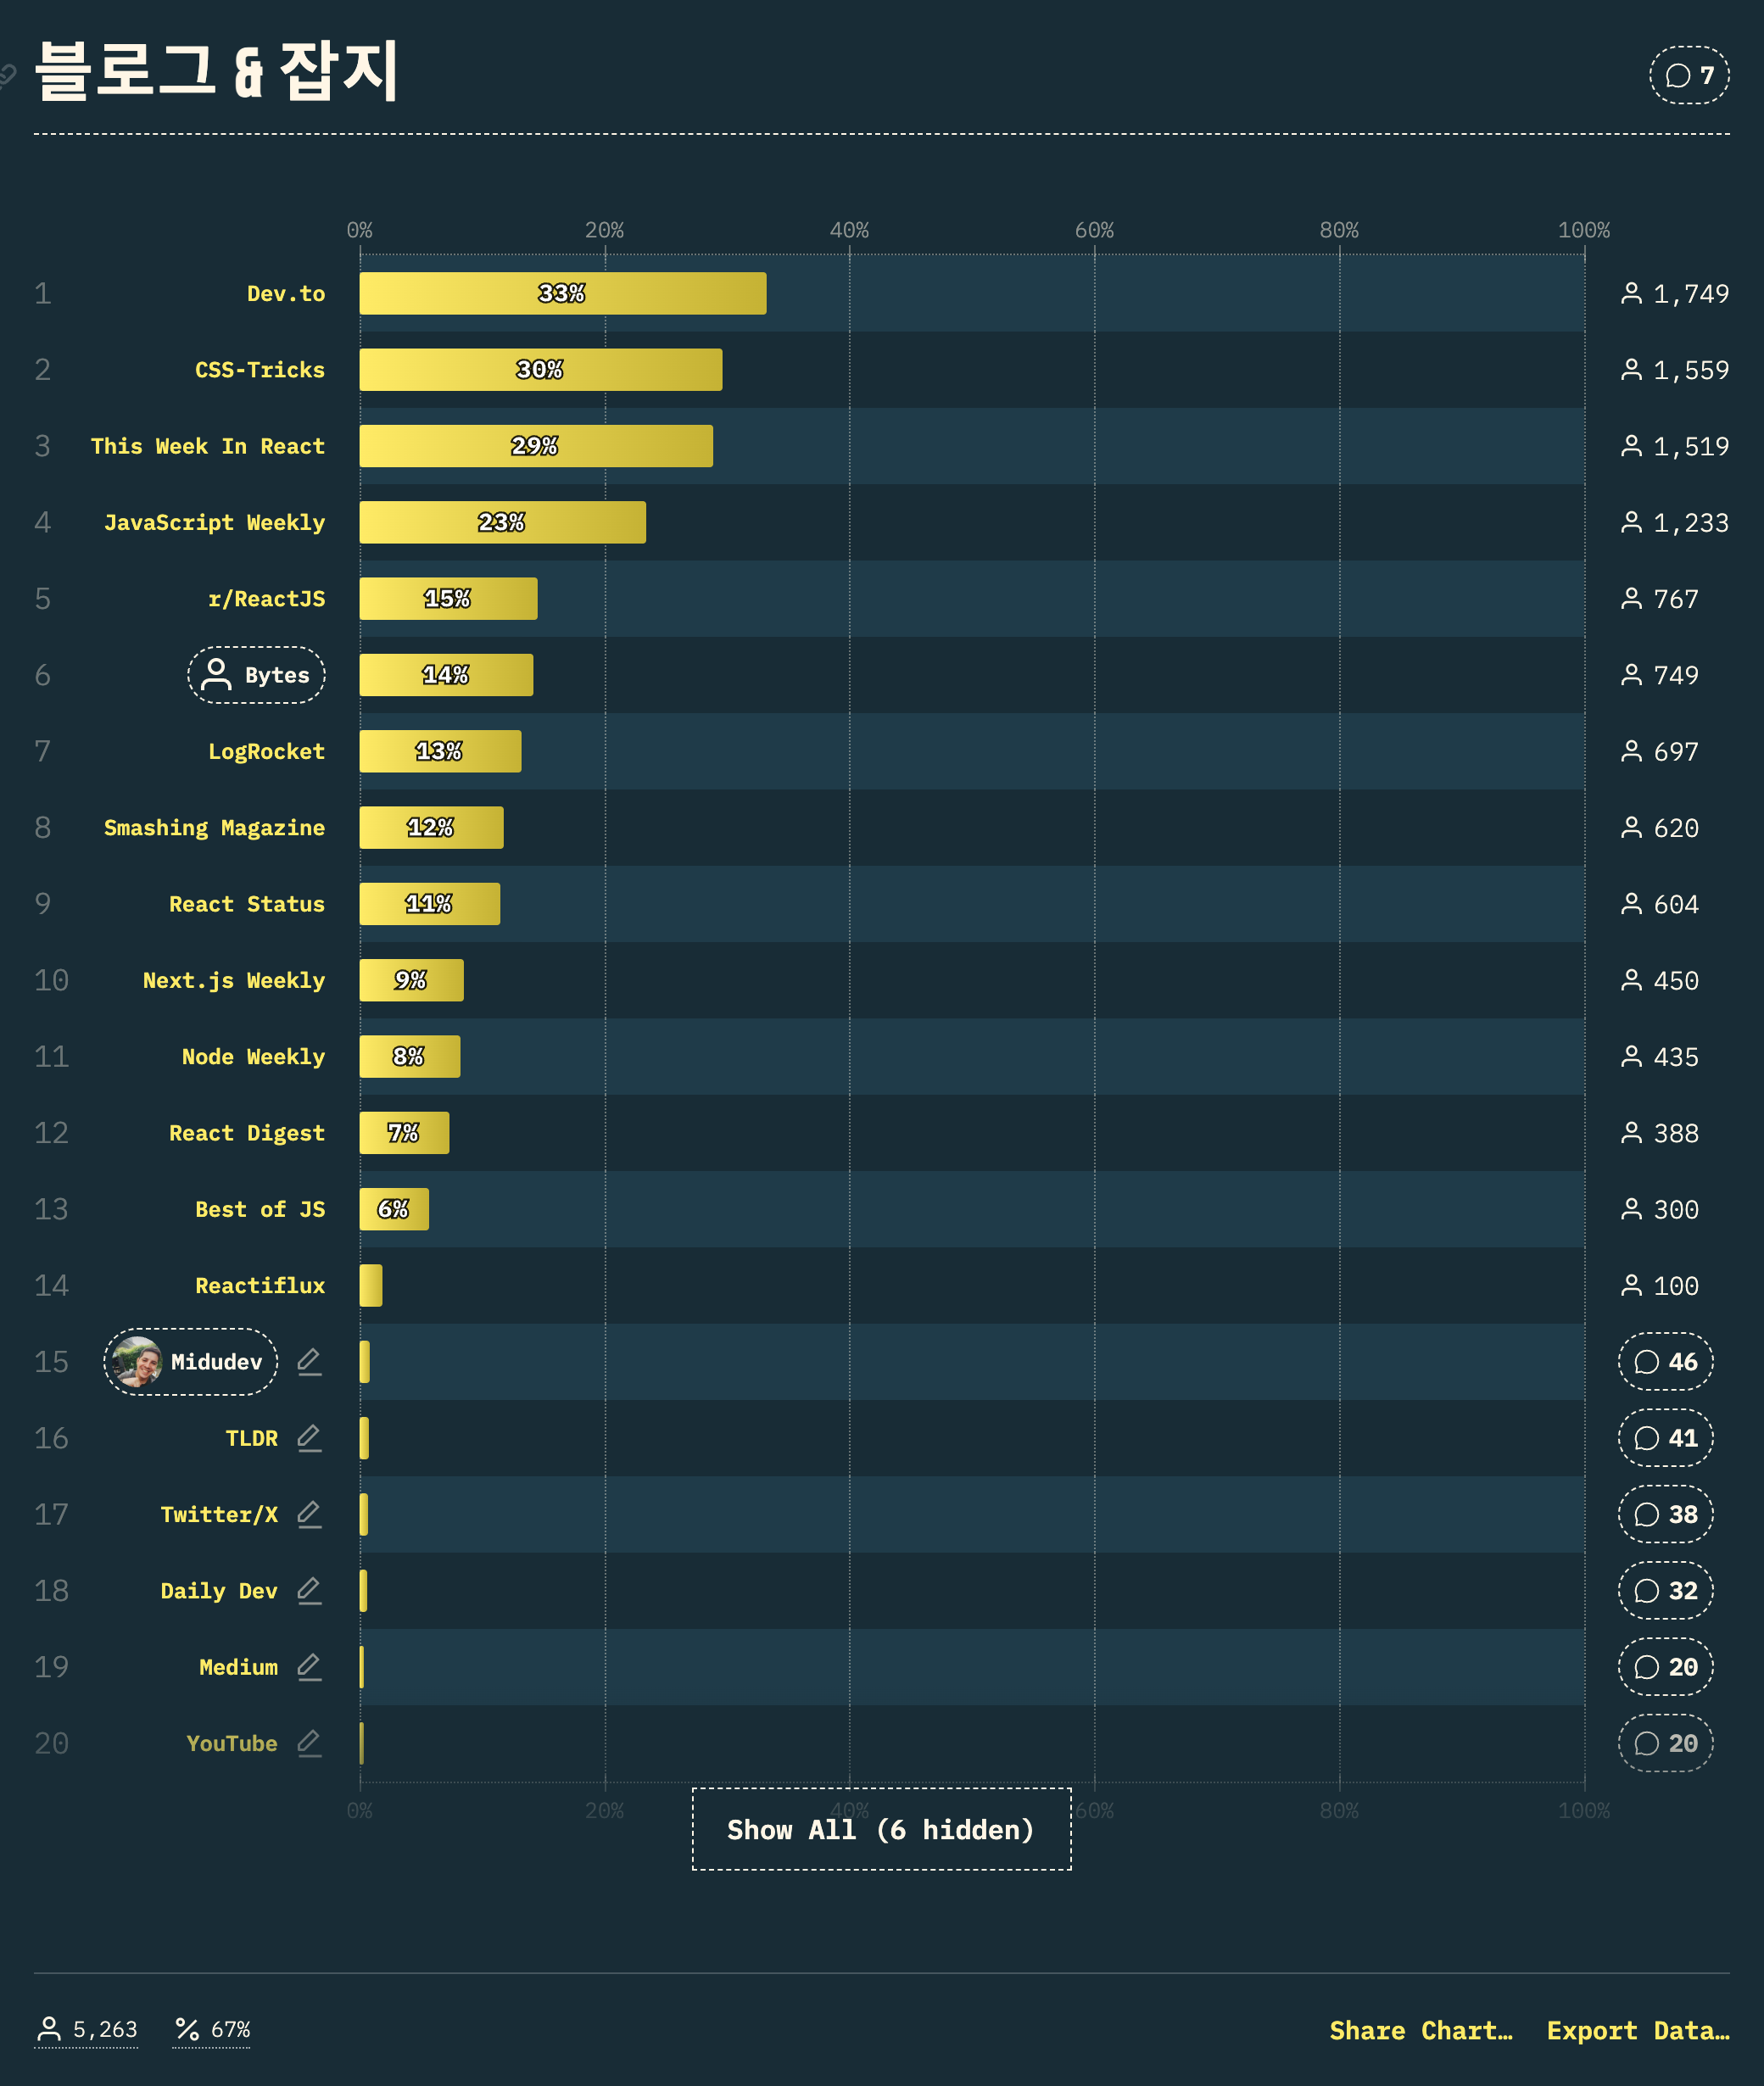 블로그 & 잡지
7
0% 20% 40% 60% 80% 100%
1 Dev.to 33% 1,749
2 CSS-Tricks 30% 1,559
3 This Week In React 29% 1,519
4 JavaScript Weekly 23% 1,233
5 r/ReactJS 15% 767
6 Bytes 14% 749
7 LogRocket 13% 697
8 Smashing Magazine 12% 620
9 React Status 11% 604
10 Next.js Weekly 9% 450
11 Node Weekly 8% 435
12 React Digest 7% 388
13 Best of JS 6% 300
14 Reactiflux 100
15 Midudev 46
16 TLDR 41
17 Twitter/X 38
18 Daily Dev 32
19 Medium 20
20 YouTube 20
0% 20% 40% 60% 80% 100%
Show All (6 hidden)
5,263 67% Share Chart… Export Data…